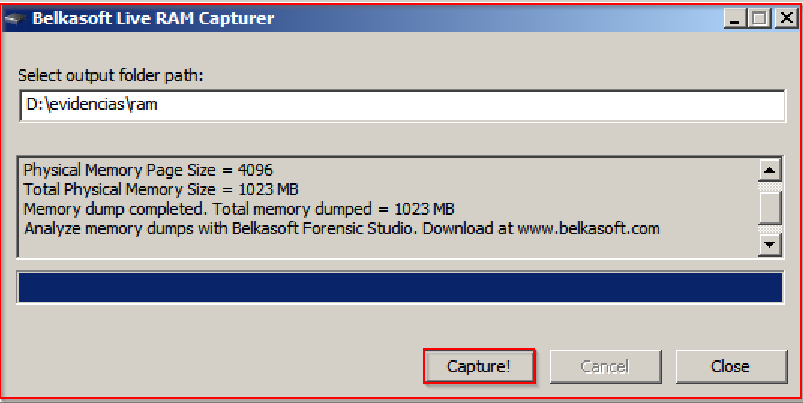 Belkasoft Live RAM Capturer
Select output folder path:
D:\evidencias\ram
Physical Memory Page Size = 4096
Total Physical Memory Size = 1023 MB
Memory dump completed. Total memory dumped = 1023 MB
Analyze memory dumps with Belkasoft Forensic Studio. Download at www.belkasoft.com
Capture! Cancel Close